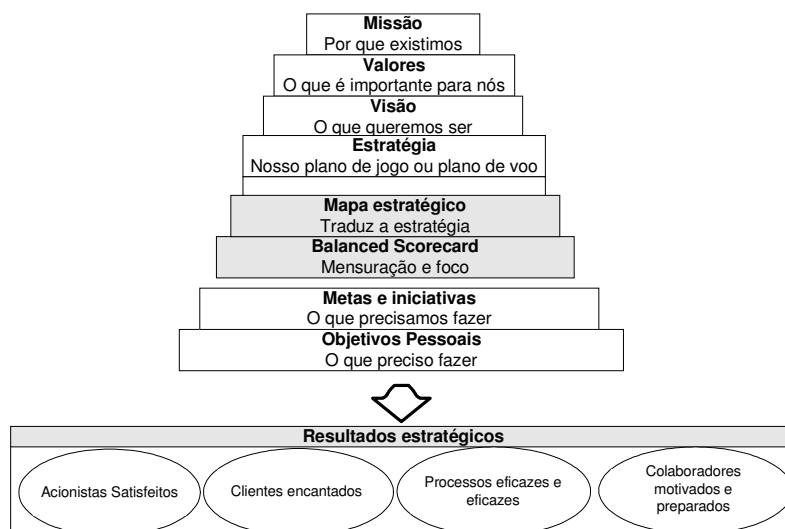 Missão
Por que existimos
Valores
O que é importante para nós
Visão
O que queremos ser
Estratégia
Nosso plano de jogo ou plano de voo
Mapa estratégico
Traduz a estratégia
Balanced Scorecard
Mensuração e foco
Metas e iniciativas
O que precisamos fazer
Objetivos Pessoais
O que preciso fazer
Resultados estratégicos
Acionistas Satisfeitos
Clientes encantados
Processos eficazes e
eficazes
Colaboradores
motivados e
preparados